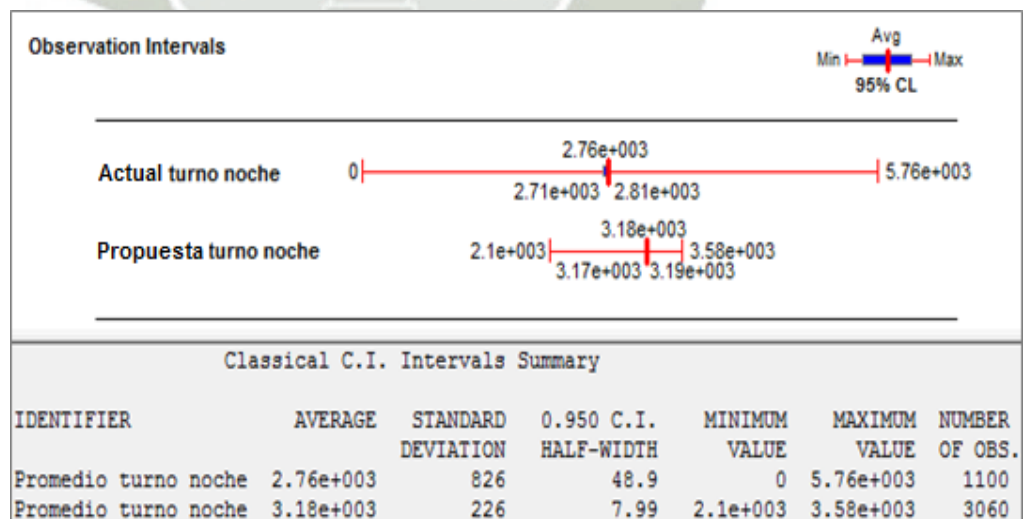 Observation Intervals
Avg
Min Max
95% CL
2.76e+003
Actual turno noche 0 5.76e+003
2.71e+003 2.81e+003
3.18e+003
Propuesta turno noche 2.1e+003 3.58e+003
3.17e+003 3.19e+003
Classical C.I. Intervals Summary
IDENTIFIER AVERAGE STANDARD 0.950 C.I. MINIMUM MAXIMUM NUMBER
DEVIATION HALF-WIDTH VALUE VALUE OF OBS.
Promedio turno noche 2.76e+003 826 48.9 0 5.76e+003 1100
Promedio turno noche 3.18e+003 226 7.99 2.1e+003 3.58e+003 3060